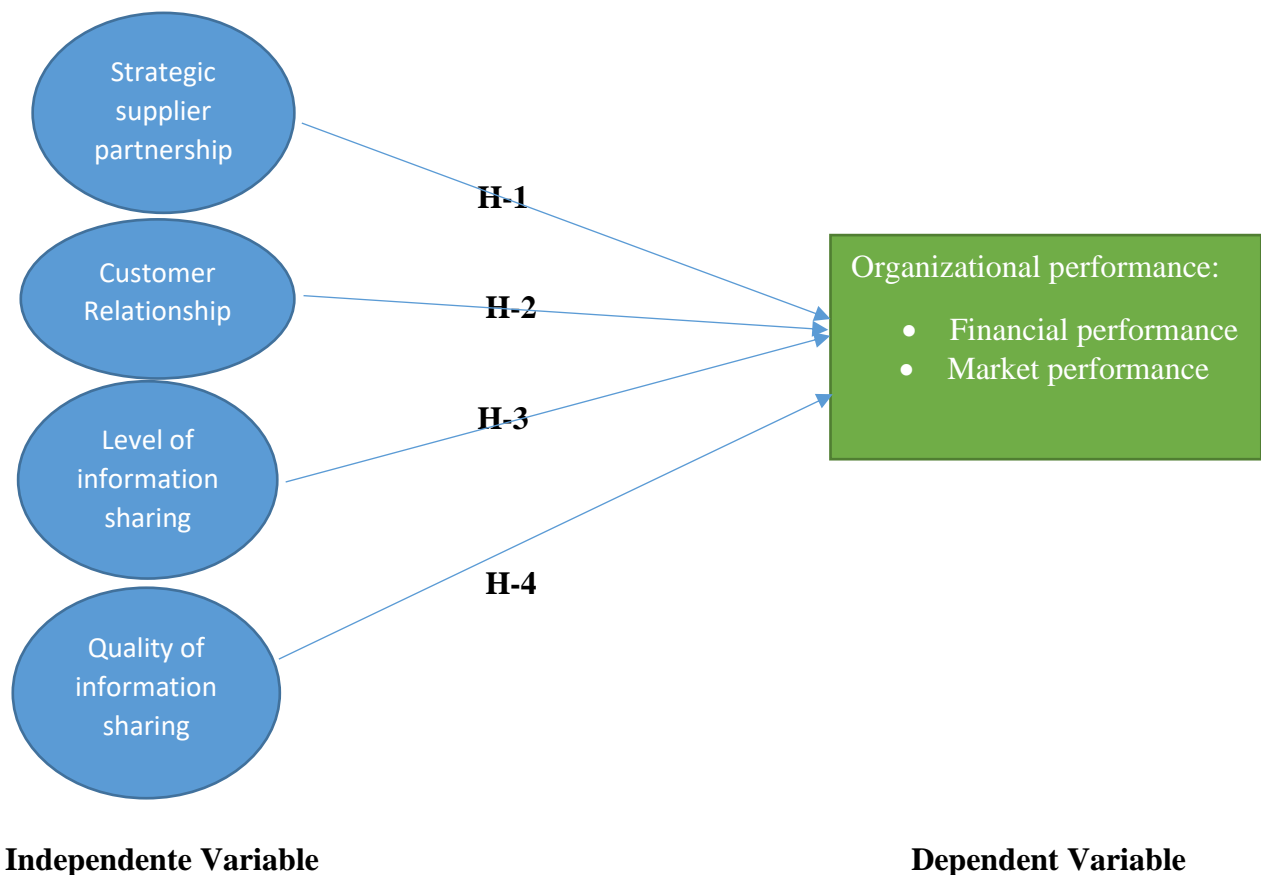 Strategic
supplier
partnership
H-1
Customer
Relationship
H-2
Organizational performance:
• Financial performance
• Market performance
Level of
information
sharing
H-3
Quality of
information
sharing
H-4
Independente Variable
Dependent Variable